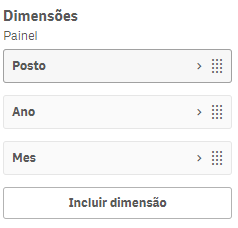 Dimensões
Painel
Posto
Ano
Mes
Incluir dimensão